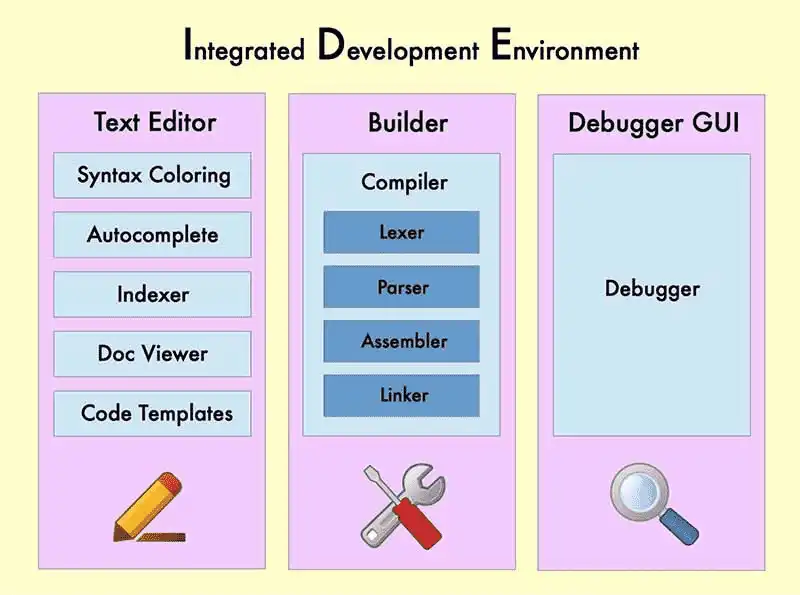 Integrated Development Environment
Text Editor
Syntax Coloring
Autocomplete
Indexer
Doc Viewer
Code Templates
Builder
Compiler
Lexer
Parser
Assembler
Linker
Debugger GUI
Debugger